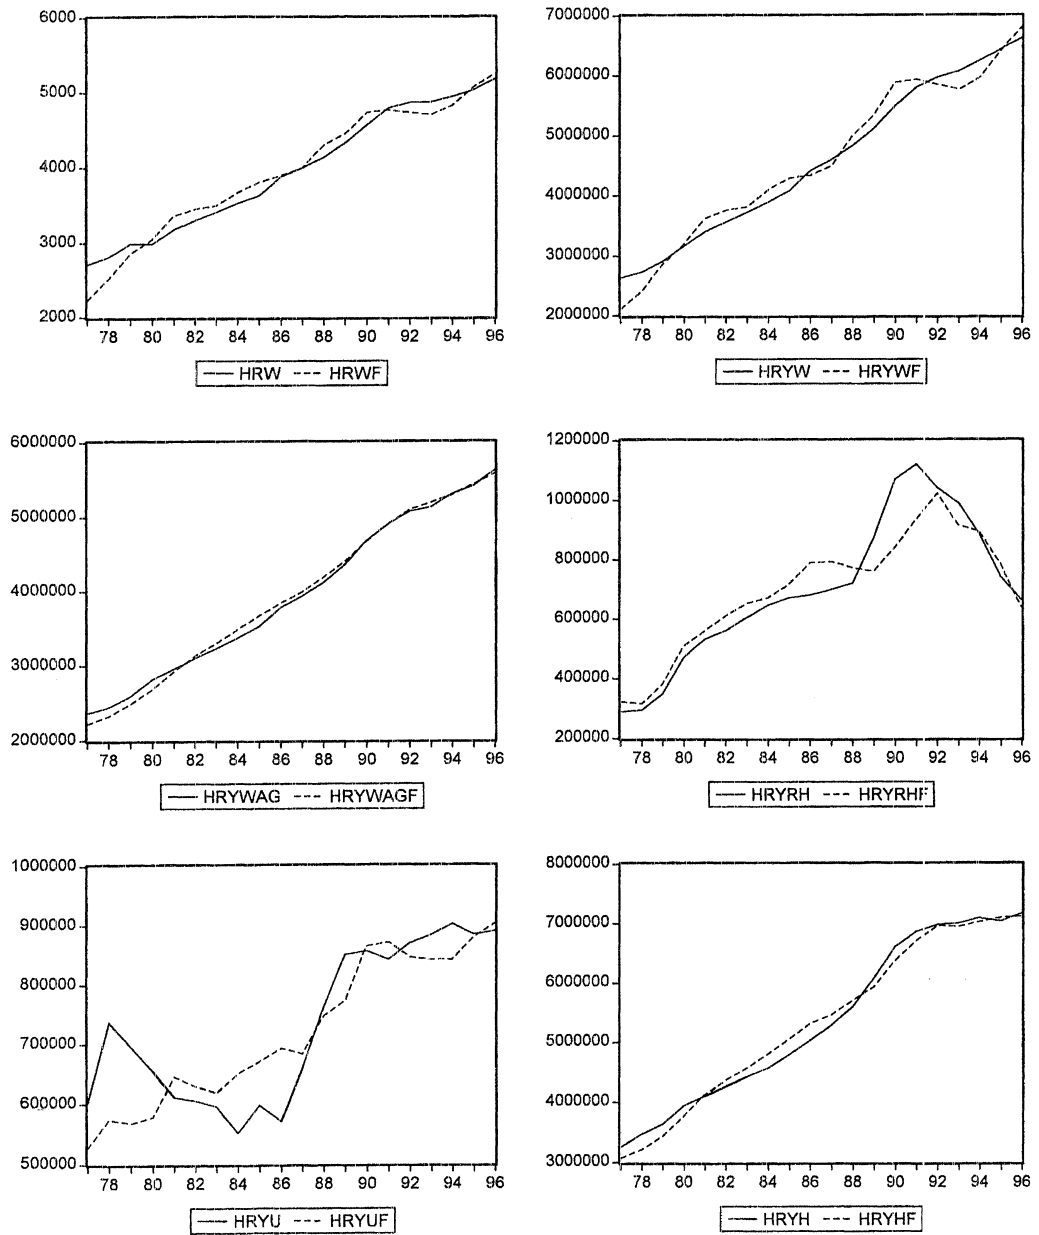 6000
5000
4000
3000
2000
78 80 82 84 86 88 90 92 94 96
HRW HRWF
7000000
6000000
5000000
4000000
3000000
2000000
78 80 82 84 86 88 90 92 94 96
HRYW HRYWF
6000000
5000000
4000000
3000000
2000000
78 80 82 84 86 88 90 92 94 96
HRYWAG HRYWAGF
1200000
1000000
800000
600000
400000
200000
78 80 82 84 86 88 90 92 94 96
HRYRH HRYRHF
1000000
900000
800000
700000
600000
500000
78 80 82 84 86 88 90 92 94 96
HRYU HRYUF
8000000
7000000
6000000
5000000
4000000
3000000
78 80 82 84 86 88 90 92 94 96
HRYH HRYHF